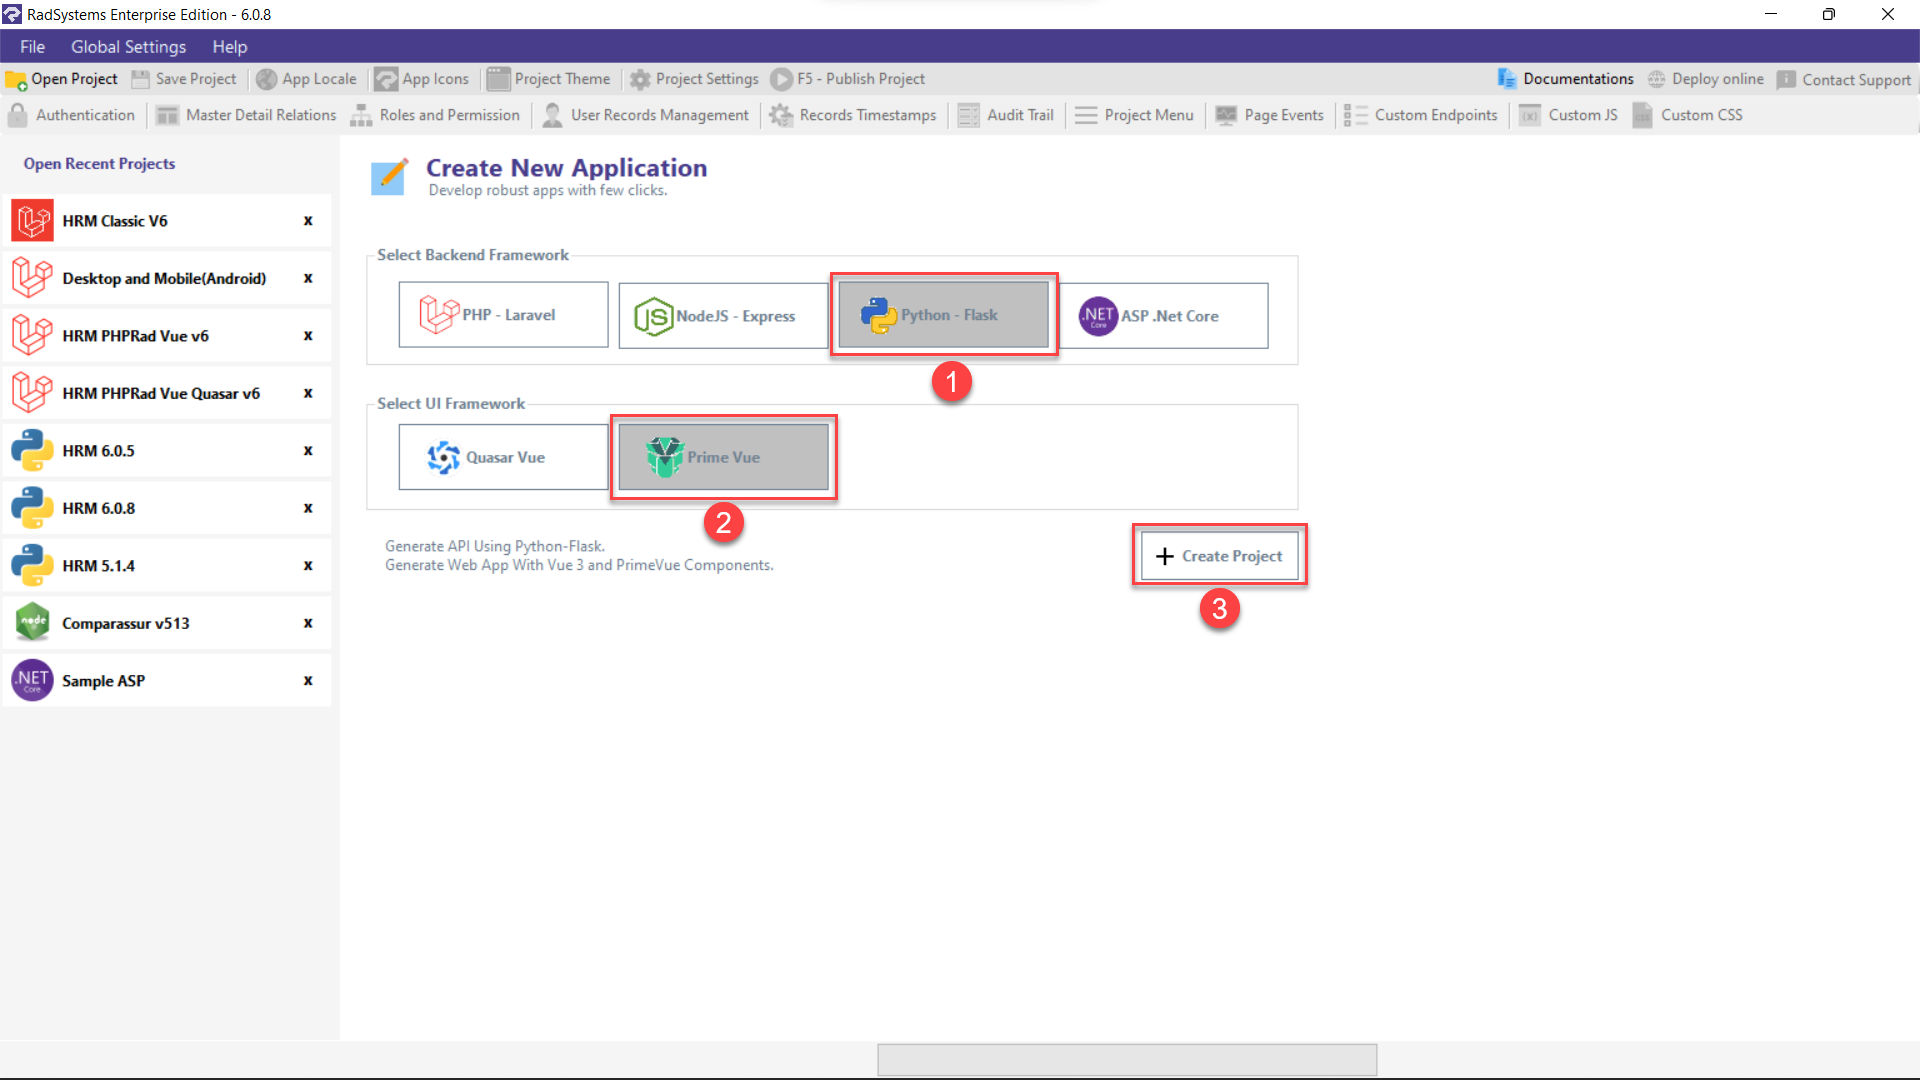 RadSystems Enterprise Edition - 6.0.8
File Global Settings Help
Open Project Save Project App Locale App Icons Project Theme Project Settings F5 - Publish Project Documentations Deploy online Contact Support
Authentication Master Detail Relations Roles and Permission User Records Management Records Timestamps Audit Trail Project Menu Page Events Custom Endpoints (x) Custom JS css Custom CSS
Open Recent Projects
HRM Classic V6 x
Desktop and Mobile(Android) x
HRM PHPRad Vue v6 x
HRM PHPRad Vue Quasar v6 x
HRM 6.0.5 x
HRM 6.0.8 x
HRM 5.1.4 x
node Comparassur v513 x
.NET Core Sample ASP x
Create New Application
Develop robust apps with few clicks.
Select Backend Framework
PHP - Laravel
JS NodeJS - Express
Python - Flask
.NET Core ASP .Net Core
1
Select UI Framework
Quasar Vue
Prime Vue
2
Generate API Using Python-Flask.
Generate Web App With Vue 3 and PrimeVue Components.
+ Create Project
3